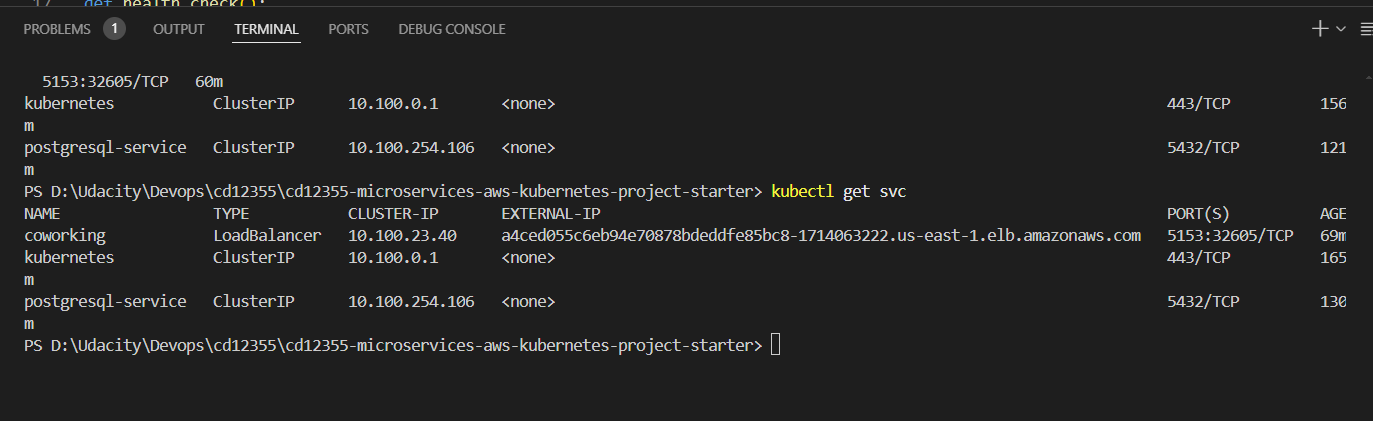 def health_check():
PROBLEMS 1 OUTPUT TERMINAL PORTS DEBUG CONSOLE
5153:32605/TCP 60m
kubernetes ClusterIP 10.100.0.1 <none> 443/TCP 156
m
postgresql-service ClusterIP 10.100.254.106 <none> 5432/TCP 121
m
PS D:\Udacity\Devops\cd12355\cd12355-microservices-aws-kubernetes-project-starter> kubectl get svc
NAME TYPE CLUSTER-IP EXTERNAL-IP PORT(S) AGE
coworking LoadBalancer 10.100.23.40 a4ced055c6eb94e70878bdeddfe85bc8-1714063222.us-east-1.elb.amazonaws.com 5153:32605/TCP 69m
kubernetes ClusterIP 10.100.0.1 <none> 443/TCP 165
m
postgresql-service ClusterIP 10.100.254.106 <none> 5432/TCP 130
m
PS D:\Udacity\Devops\cd12355\cd12355-microservices-aws-kubernetes-project-starter>